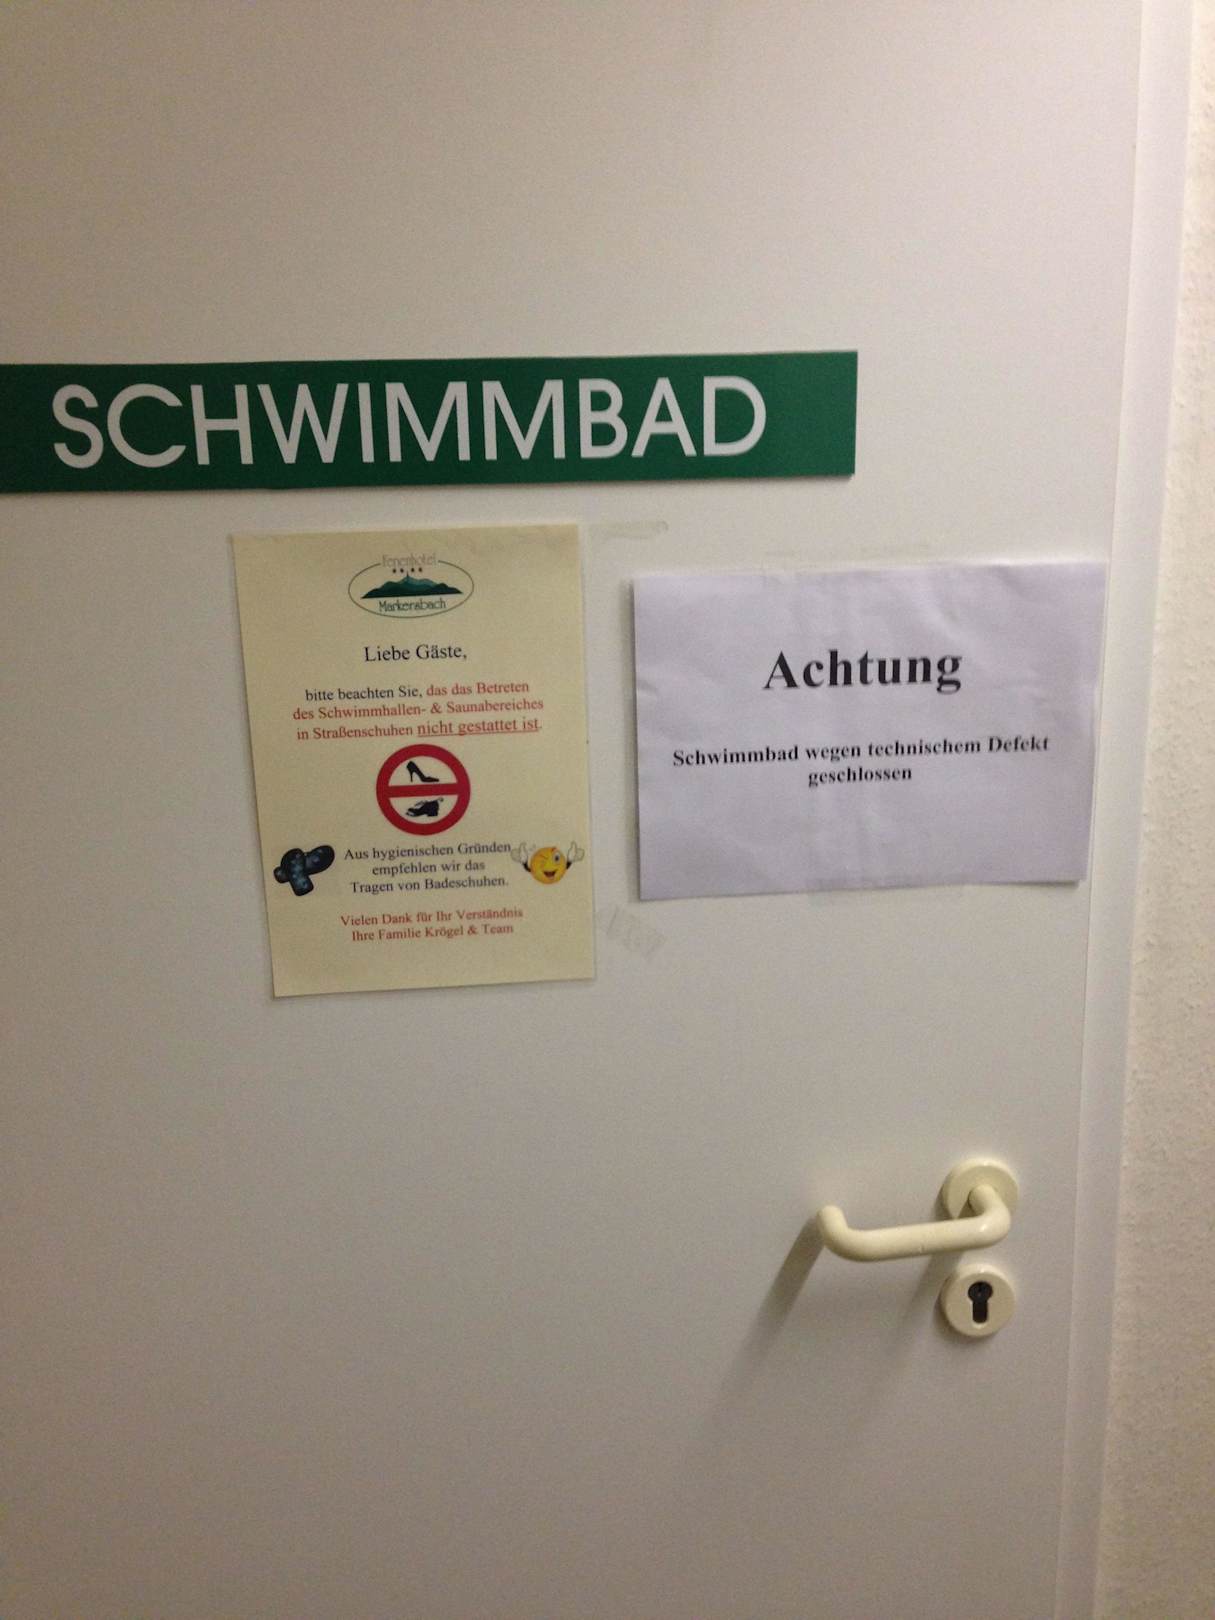 SCHWIMMBAD
Ferienhotel
Markersbach
Liebe Gäste,
bitte beachten Sie, das das Betreten
des Schwimmhallen- & Saunabereiches
in Straßenschuhen nicht gestattet ist.
Aus hygienischen Gründen
empfehlen wir das
Tragen von Badeschuhen.
Vielen Dank für Ihr Verständnis
Ihre Familie Krögel & Team
Achtung
Schwimmbad wegen technischem Defekt
geschlossen